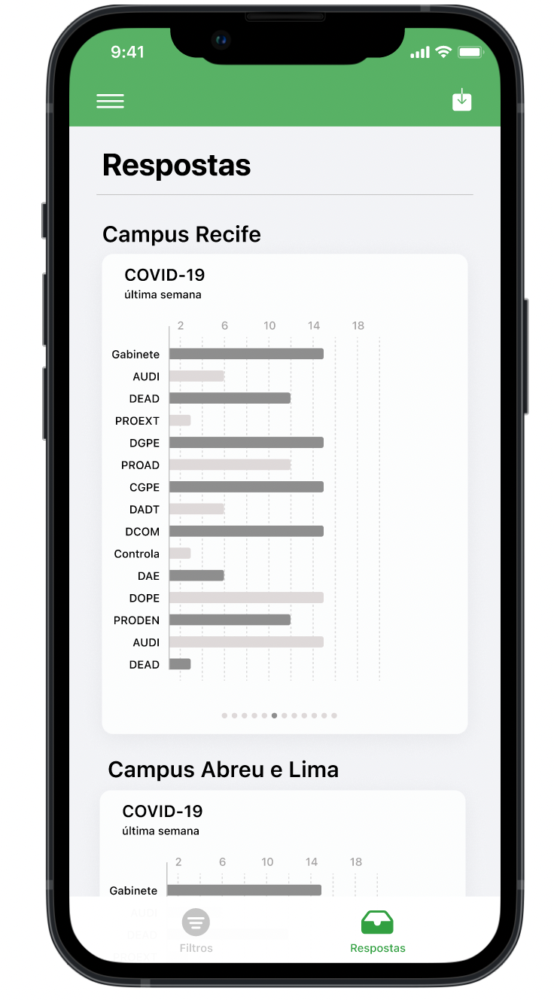 9:41
Respostas
Campus Recife
COVID-19
última semana
2 6 10 14 18
Gabinete
AUDI
DEAD
PROEXT
DGPE
PROAD
CGPE
DADT
DCOM
Controla
DAE
DOPE
PRODEN
AUDI
DEAD
Campus Abreu e Lima
COVID-19
última semana
2 6 10 14 18
Gabinete
AUDI
DEAD
PROEXT
Filtros Respostas